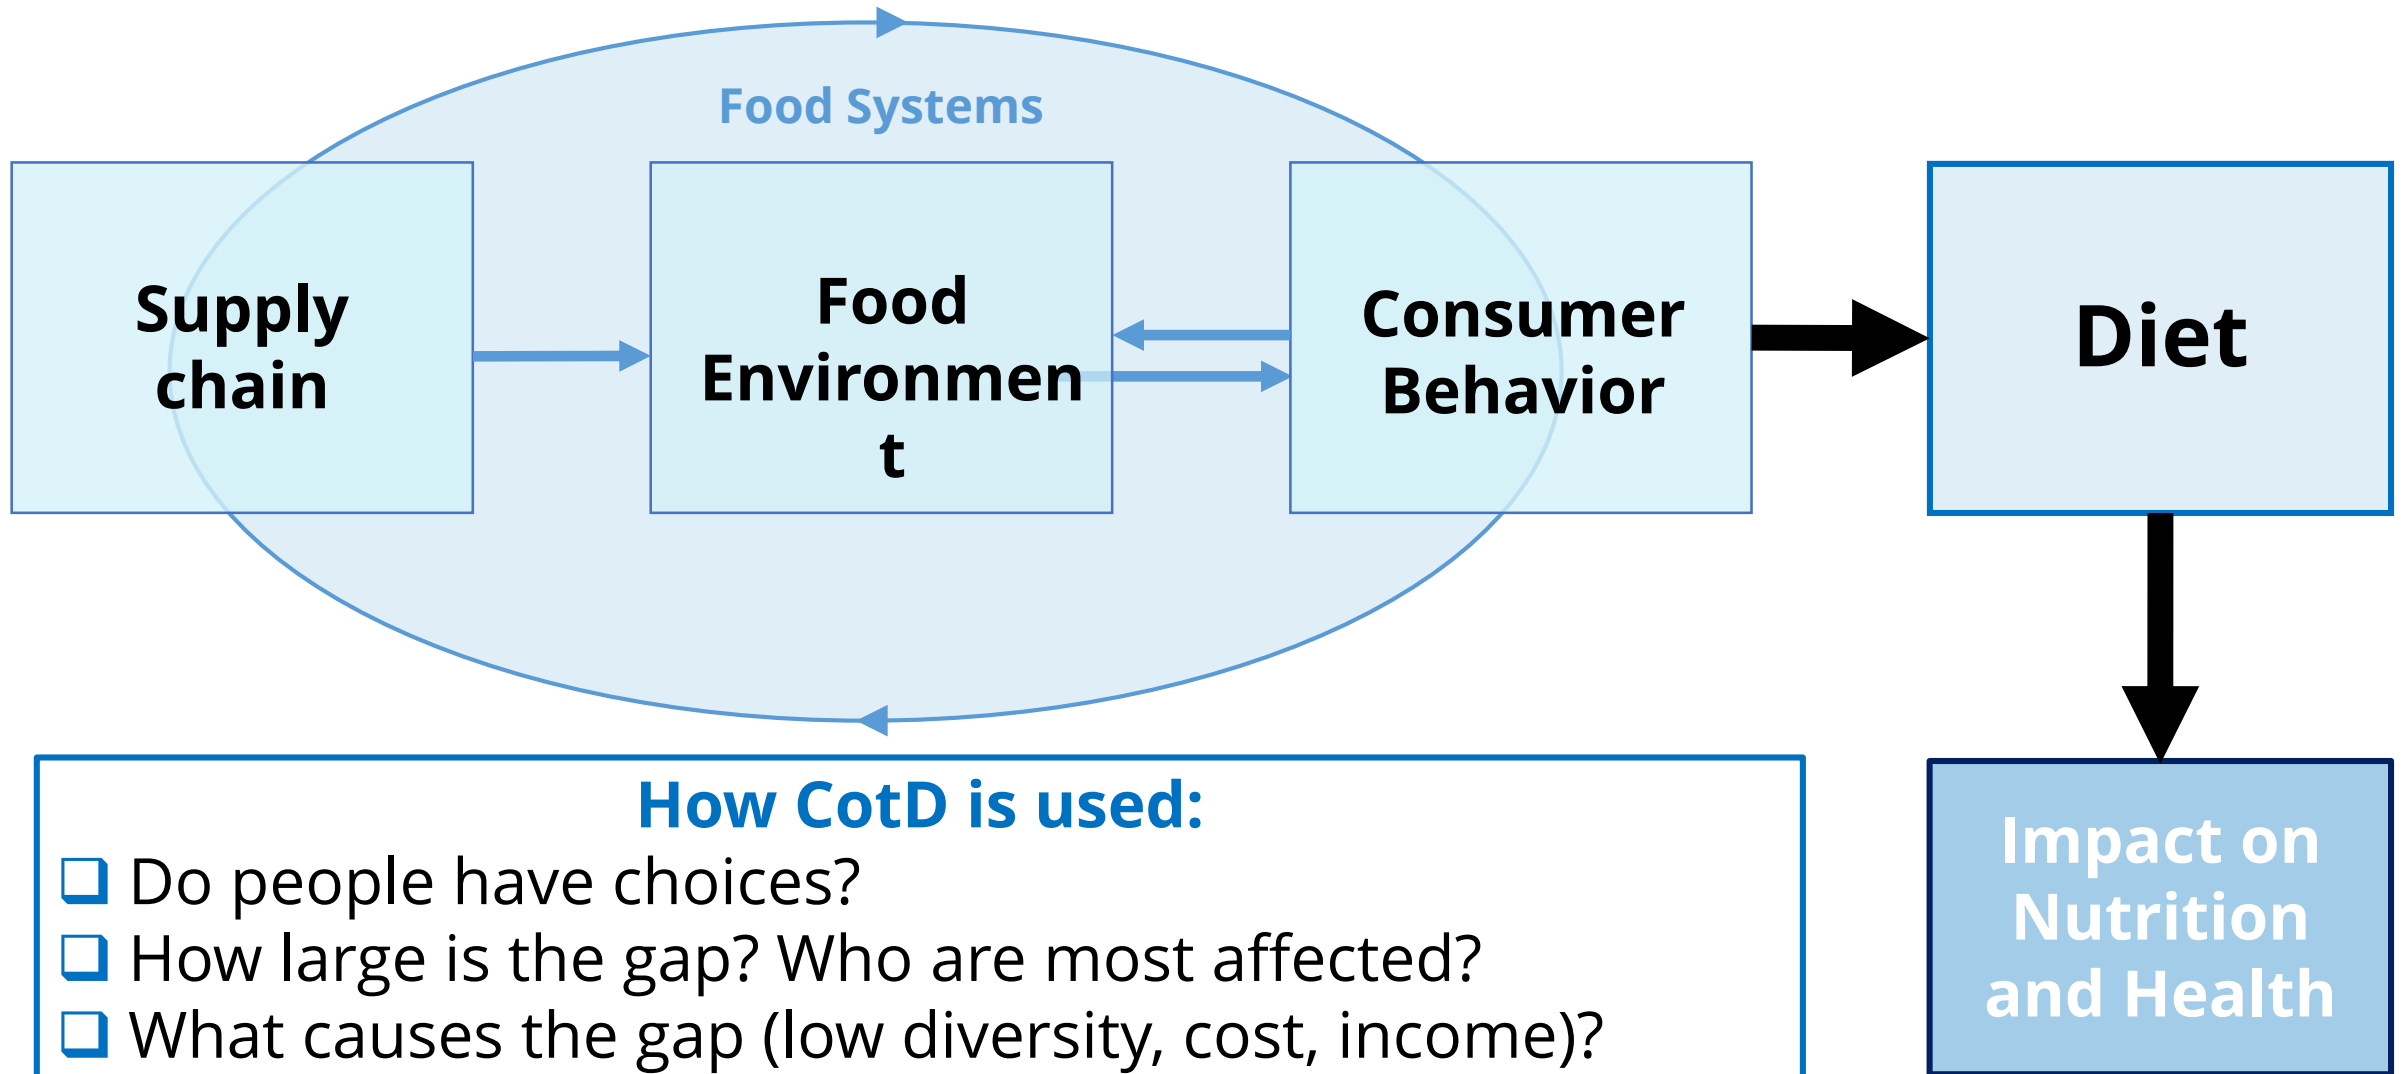 Food Systems
Supply
chain
Food
Environmen
t
Consumer
Behavior
Diet
How CotD is used:
Do people have choices?
How large is the gap? Who are most affected?
What causes the gap (low diversity, cost, income)?
Impact on
Nutrition
and Health